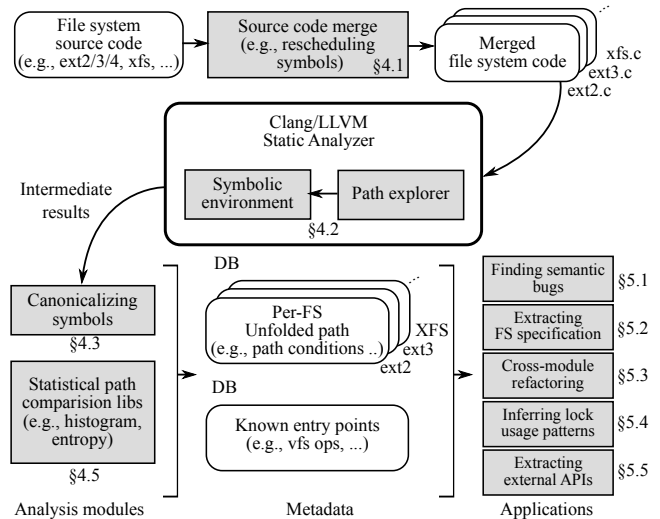 File system
source code
(e.g., ext2/3/4, xfs, ...)
Source code merge
(e.g., rescheduling
symbols)
§4.1
Merged
file system code
xfs.c
ext3.c
ext2.c
Clang/LLVM
Static Analyzer
Symbolic
environment
Path explorer
§4.2
Intermediate
results
Canonicalizing
symbols
§4.3
Statistical path
comparision libs
(e.g., histogram,
entropy)
§4.5
Analysis modules
DB
Per-FS
Unfolded path
(e.g., path conditions ..)
XFS
ext3
ext2
DB
Known entry points
(e.g., vfs ops, ...)
Metadata
Finding semantic
bugs
§5.1
Extracting
FS specification
§5.2
Cross-module
refactoring
§5.3
Inferring lock
usage patterns
§5.4
Extracting
external APIs
§5.5
Applications